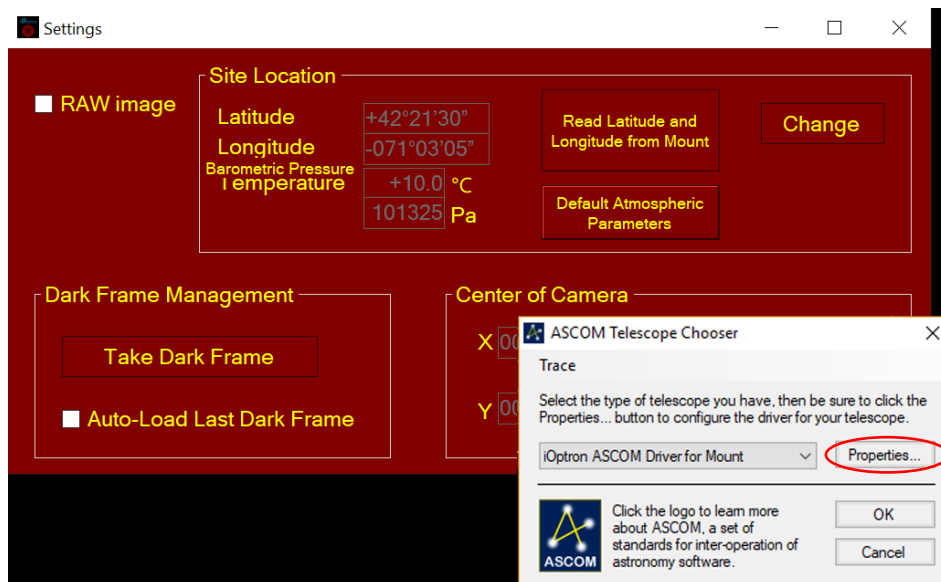 Settings
RAW image
Site Location
Latitude +42°21'30"
Longitude -071°03'05"
Barometric Pressure
Temperature +10.0 °C
101325 Pa
Read Latitude and
Longitude from Mount
Default Atmospheric
Parameters
Change
Dark Frame Management
Take Dark Frame
Auto-Load Last Dark Frame
Center of Camera
X
Y
ASCOM Telescope Chooser
Trace
Select the type of telescope you have, then be sure to click the
Properties... button to configure the driver for your telescope.
iOptron ASCOM Driver for Mount
Properties...
Click the logo to learn more
about ASCOM, a set of
standards for inter-operation of
astronomy software.
ASCOM
OK
Cancel